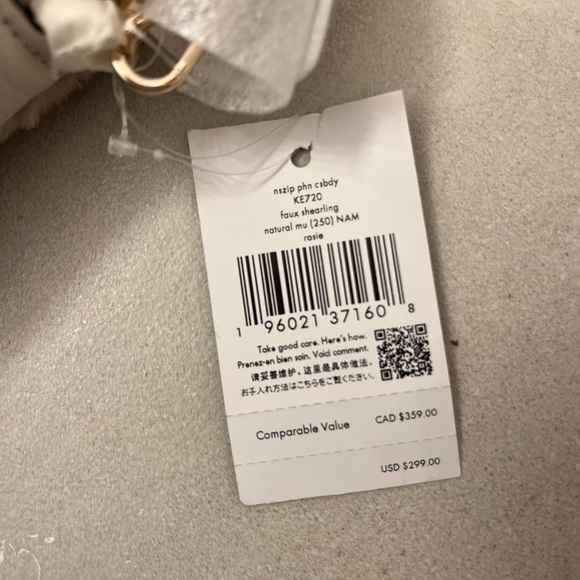 nszip phn csbdy
KE720
faux shearling
natural mu (250) NAM
rosie
1 96021 37160 8
Take good care. Here's how.
Prenez-en bien soin. Void comment.
请妥善维护。这里是具体做法。
お手入れ方法はこちらをご覧ください。
Comparable Value CAD $359.00
USD $299.00